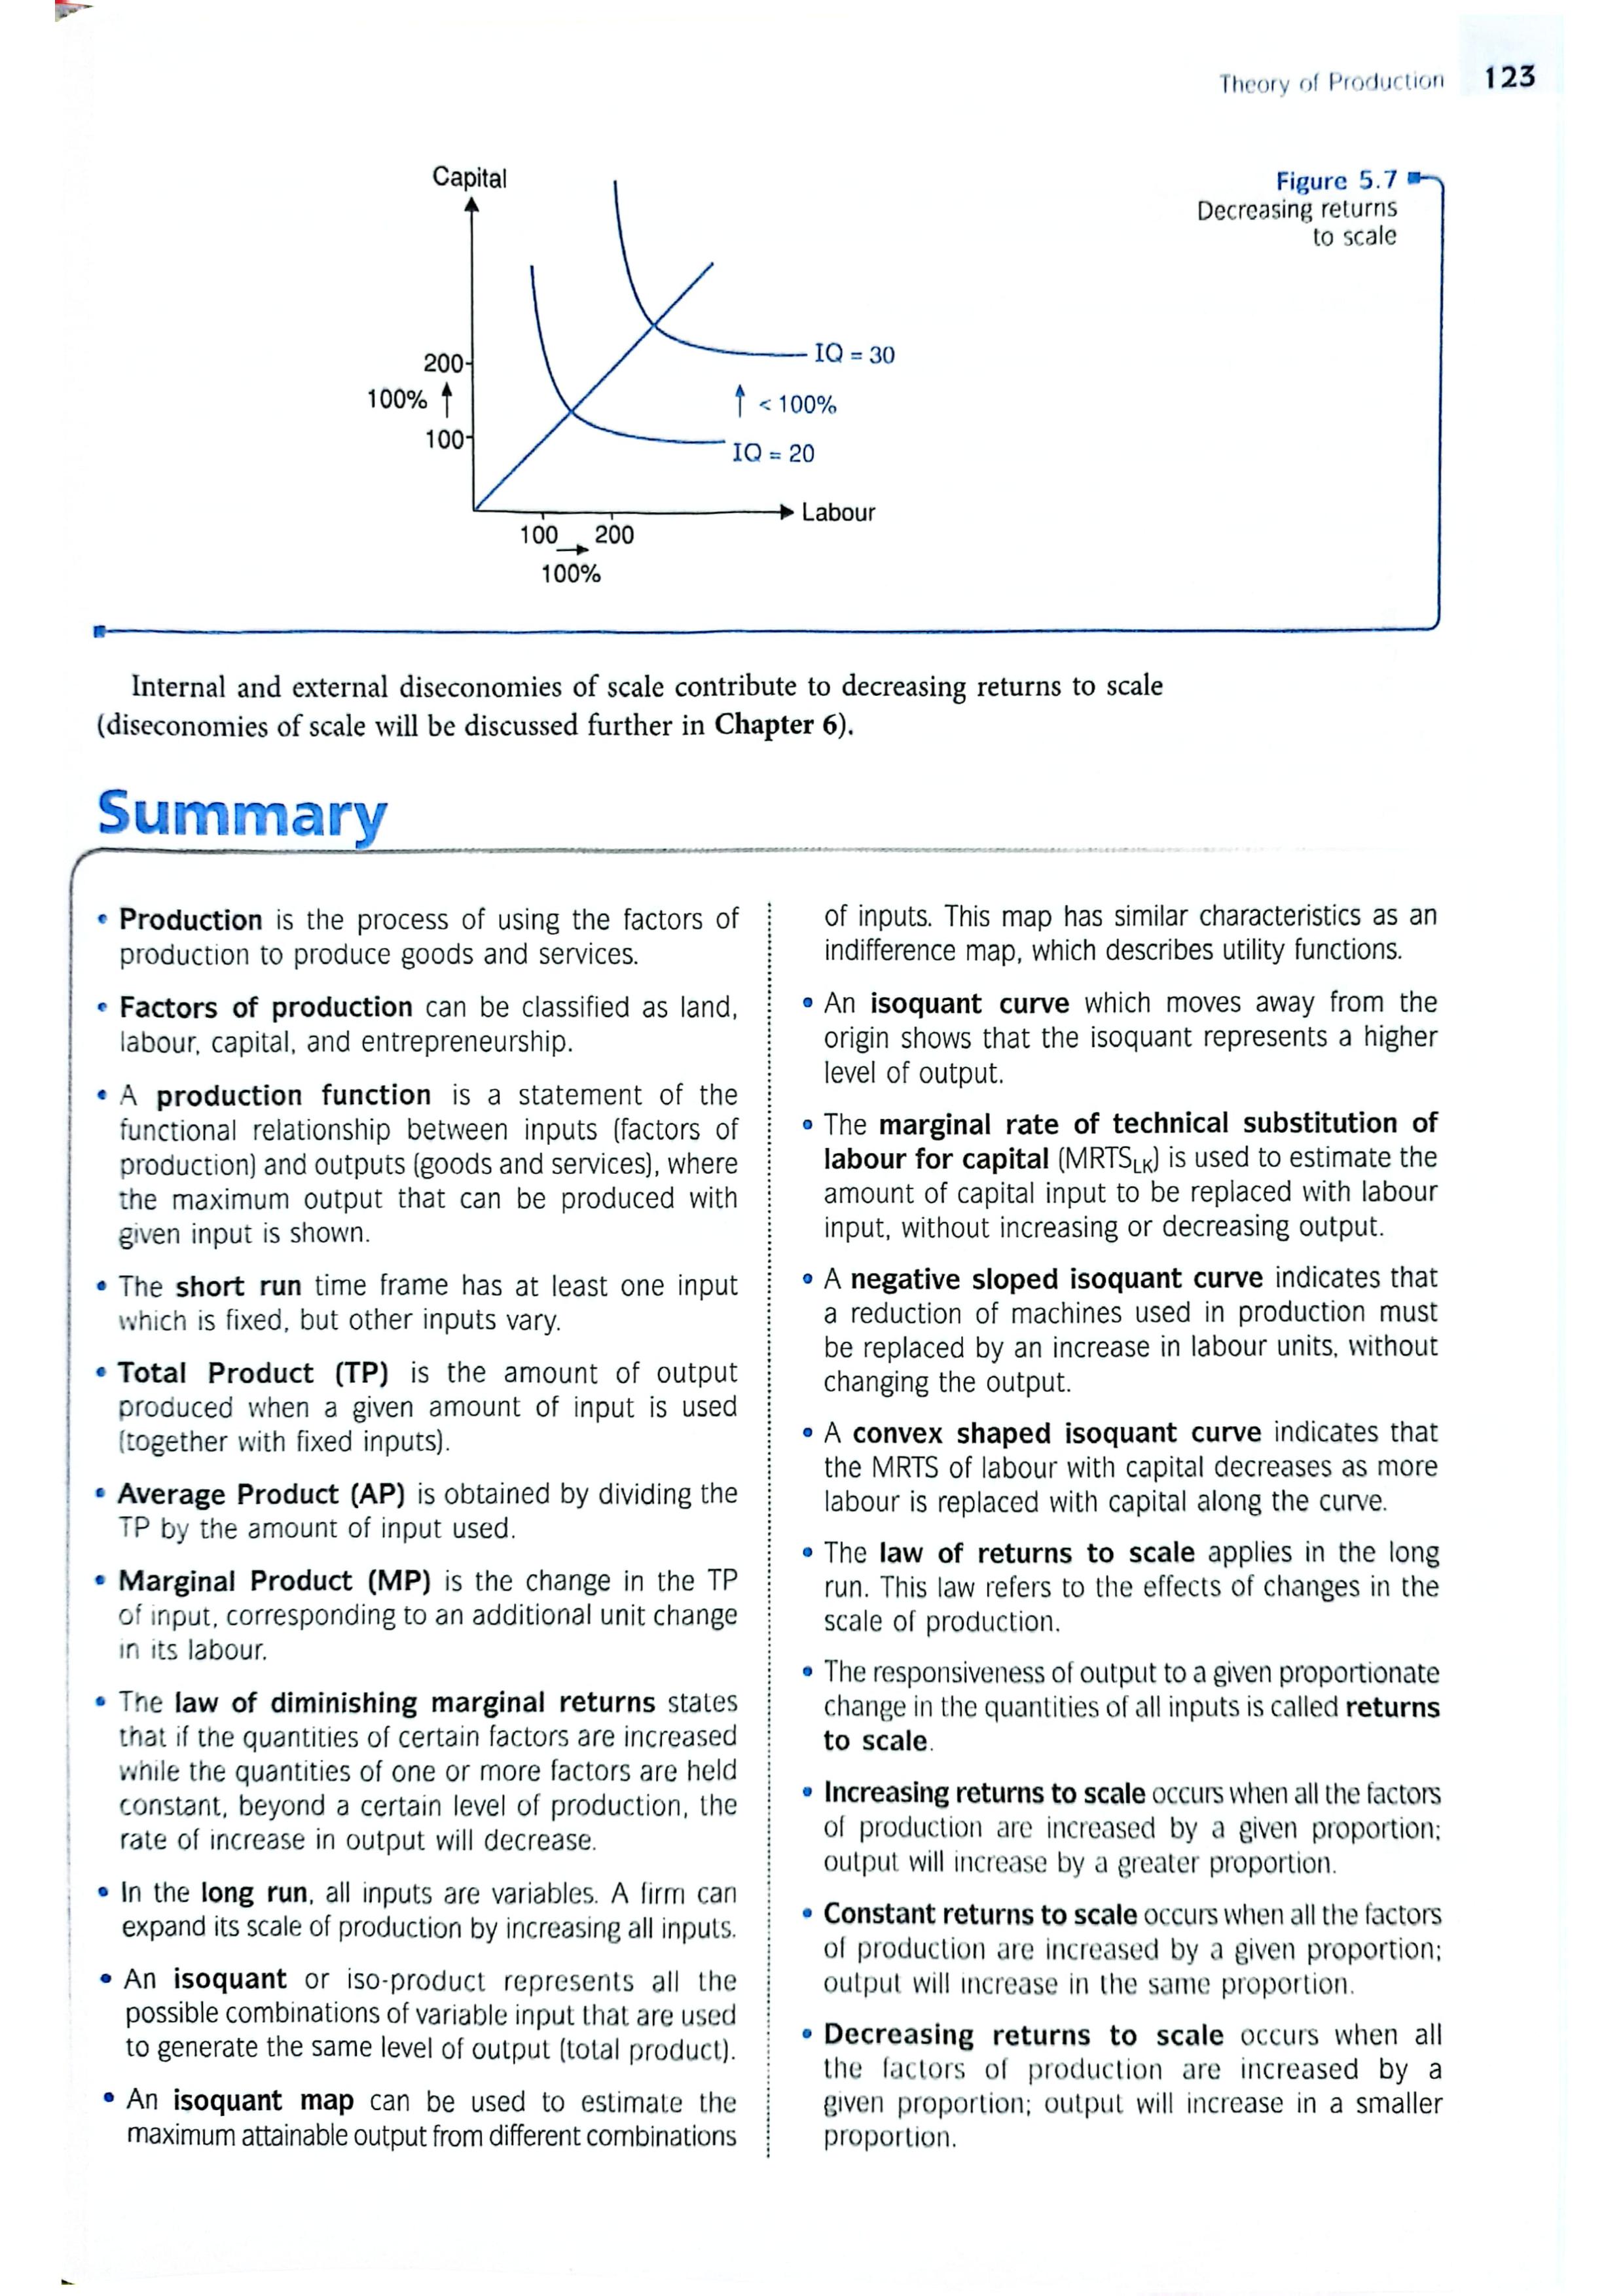 Theory of Production 123
Figure 5.7
Decreasing returns
to scale
Capital
200
100% ↑
100
IQ = 30
↑ < 100%
IQ = 20
Labour
100 → 200
100%
Internal and external diseconomies of scale contribute to decreasing returns to scale
(diseconomies of scale will be discussed further in Chapter 6).
Summary
• Production is the process of using the factors of
production to produce goods and services.
• Factors of production can be classified as land,
labour, capital, and entrepreneurship.
• A production function is a statement of the
functional relationship between inputs (factors of
production) and outputs (goods and services), where
the maximum output that can be produced with
given input is shown.
• The short run time frame has at least one input
which is fixed, but other inputs vary.
• Total Product (TP) is the amount of output
produced when a given amount of input is used
(together with fixed inputs).
• Average Product (AP) is obtained by dividing the
TP by the amount of input used.
• Marginal Product (MP) is the change in the TP
of input, corresponding to an additional unit change
in its labour.
• The law of diminishing marginal returns states
that if the quantities of certain factors are increased
while the quantities of one or more factors are held
constant, beyond a certain level of production, the
rate of increase in output will decrease.
• In the long run, all inputs are variables. A firm can
expand its scale of production by increasing all inputs.
• An isoquant or iso-product represents all the
possible combinations of variable input that are used
to generate the same level of output (total product).
• An isoquant map can be used to estimate the
maximum attainable output from different combinations
of inputs. This map has similar characteristics as an
indifference map, which describes utility functions.
• An isoquant curve which moves away from the
origin shows that the isoquant represents a higher
level of output.
• The marginal rate of technical substitution of
labour for capital (MRTSLK) is used to estimate the
amount of capital input to be replaced with labour
input, without increasing or decreasing output.
• A negative sloped isoquant curve indicates that
a reduction of machines used in production must
be replaced by an increase in labour units, without
changing the output.
• A convex shaped isoquant curve indicates that
the MRTS of labour with capital decreases as more
labour is replaced with capital along the curve.
• The law of returns to scale applies in the long
run. This law refers to the effects of changes in the
scale of production.
• The responsiveness of output to a given proportionate
change in the quantities of all inputs is called returns
to scale.
• Increasing returns to scale occurs when all the factors
of production are increased by a given proportion;
output will increase by a greater proportion.
• Constant returns to scale occurs when all the factors
of production are increased by a given proportion;
output will increase in the same proportion.
• Decreasing returns to scale occurs when all
the factors of production are increased by a
given proportion; output will increase in a smaller
proportion.